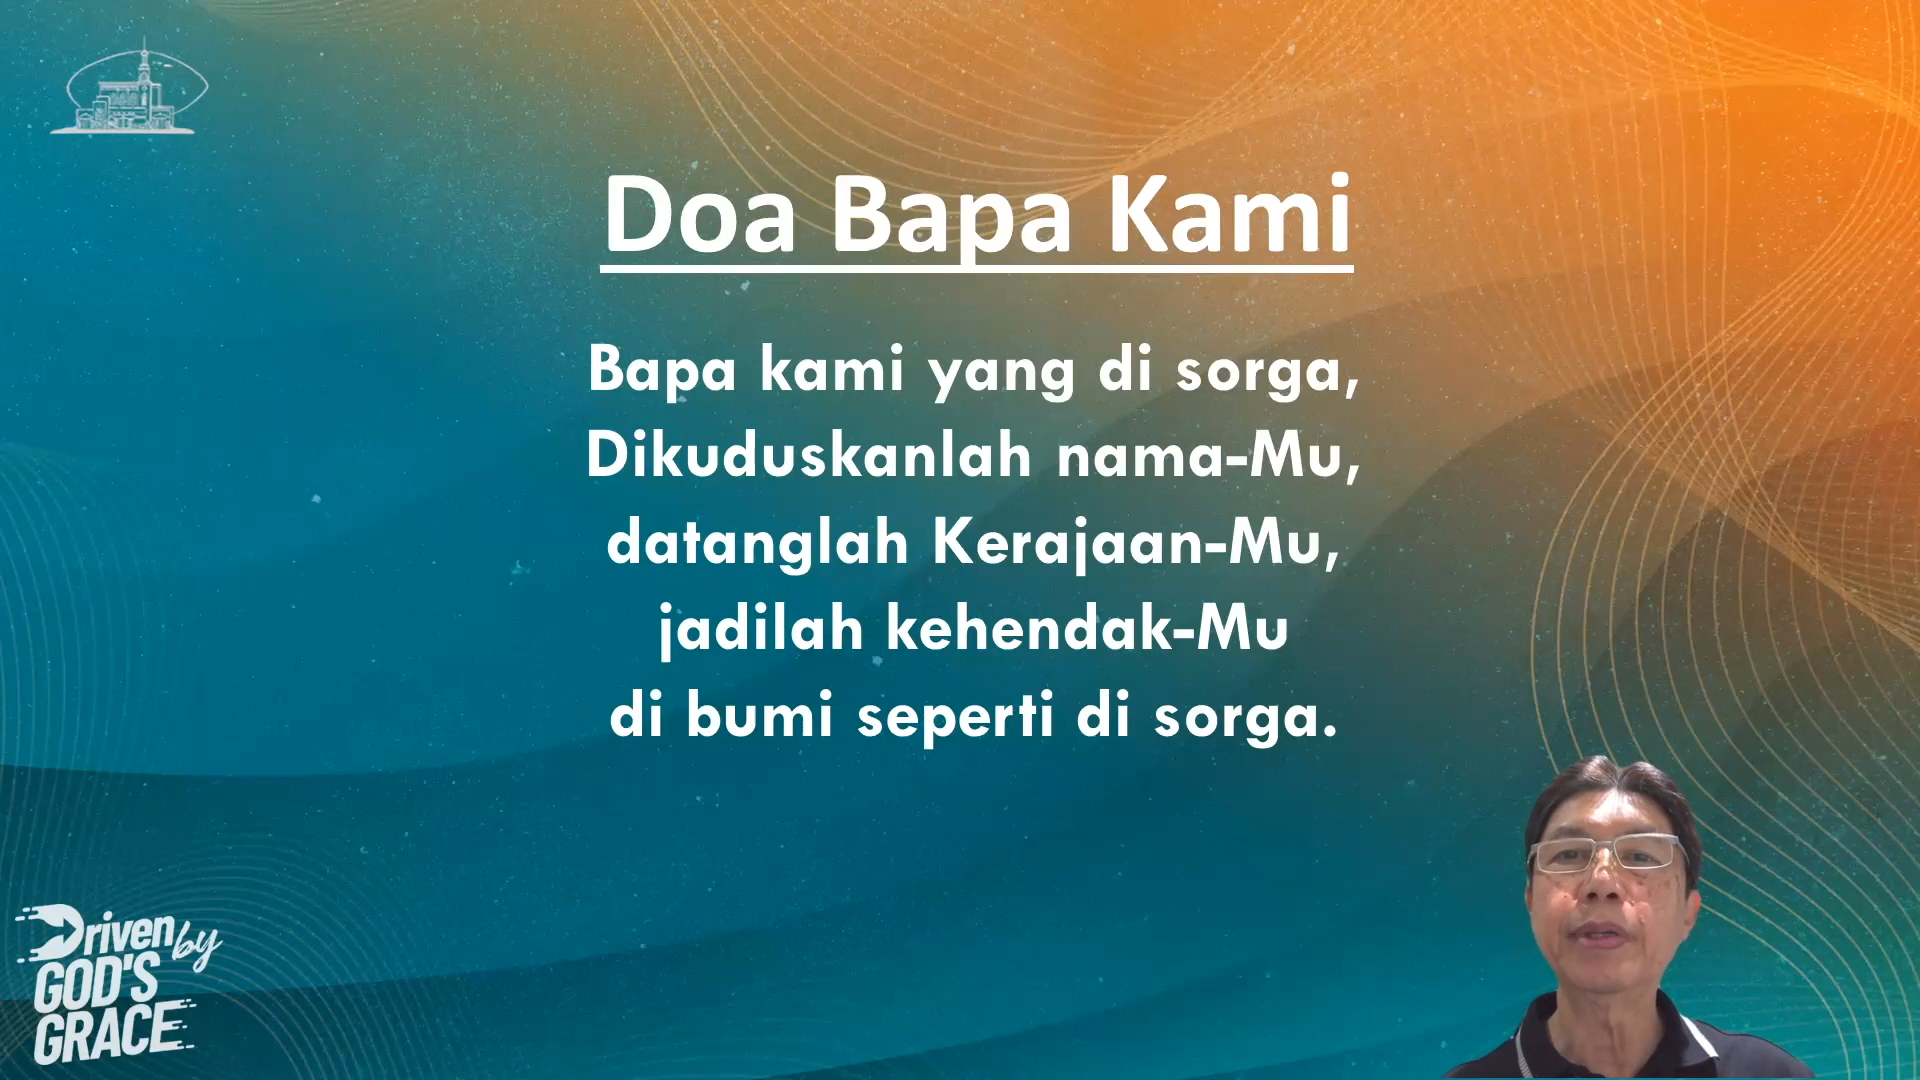 Doa Bapa Kami
Bapa kami yang di sorga,
Dikuduskanlah nama-Mu,
datanglah Kerajaan-Mu,
jadilah kehendak-Mu
di bumi seperti di sorga.
Driven by
GOD'S
GRACE